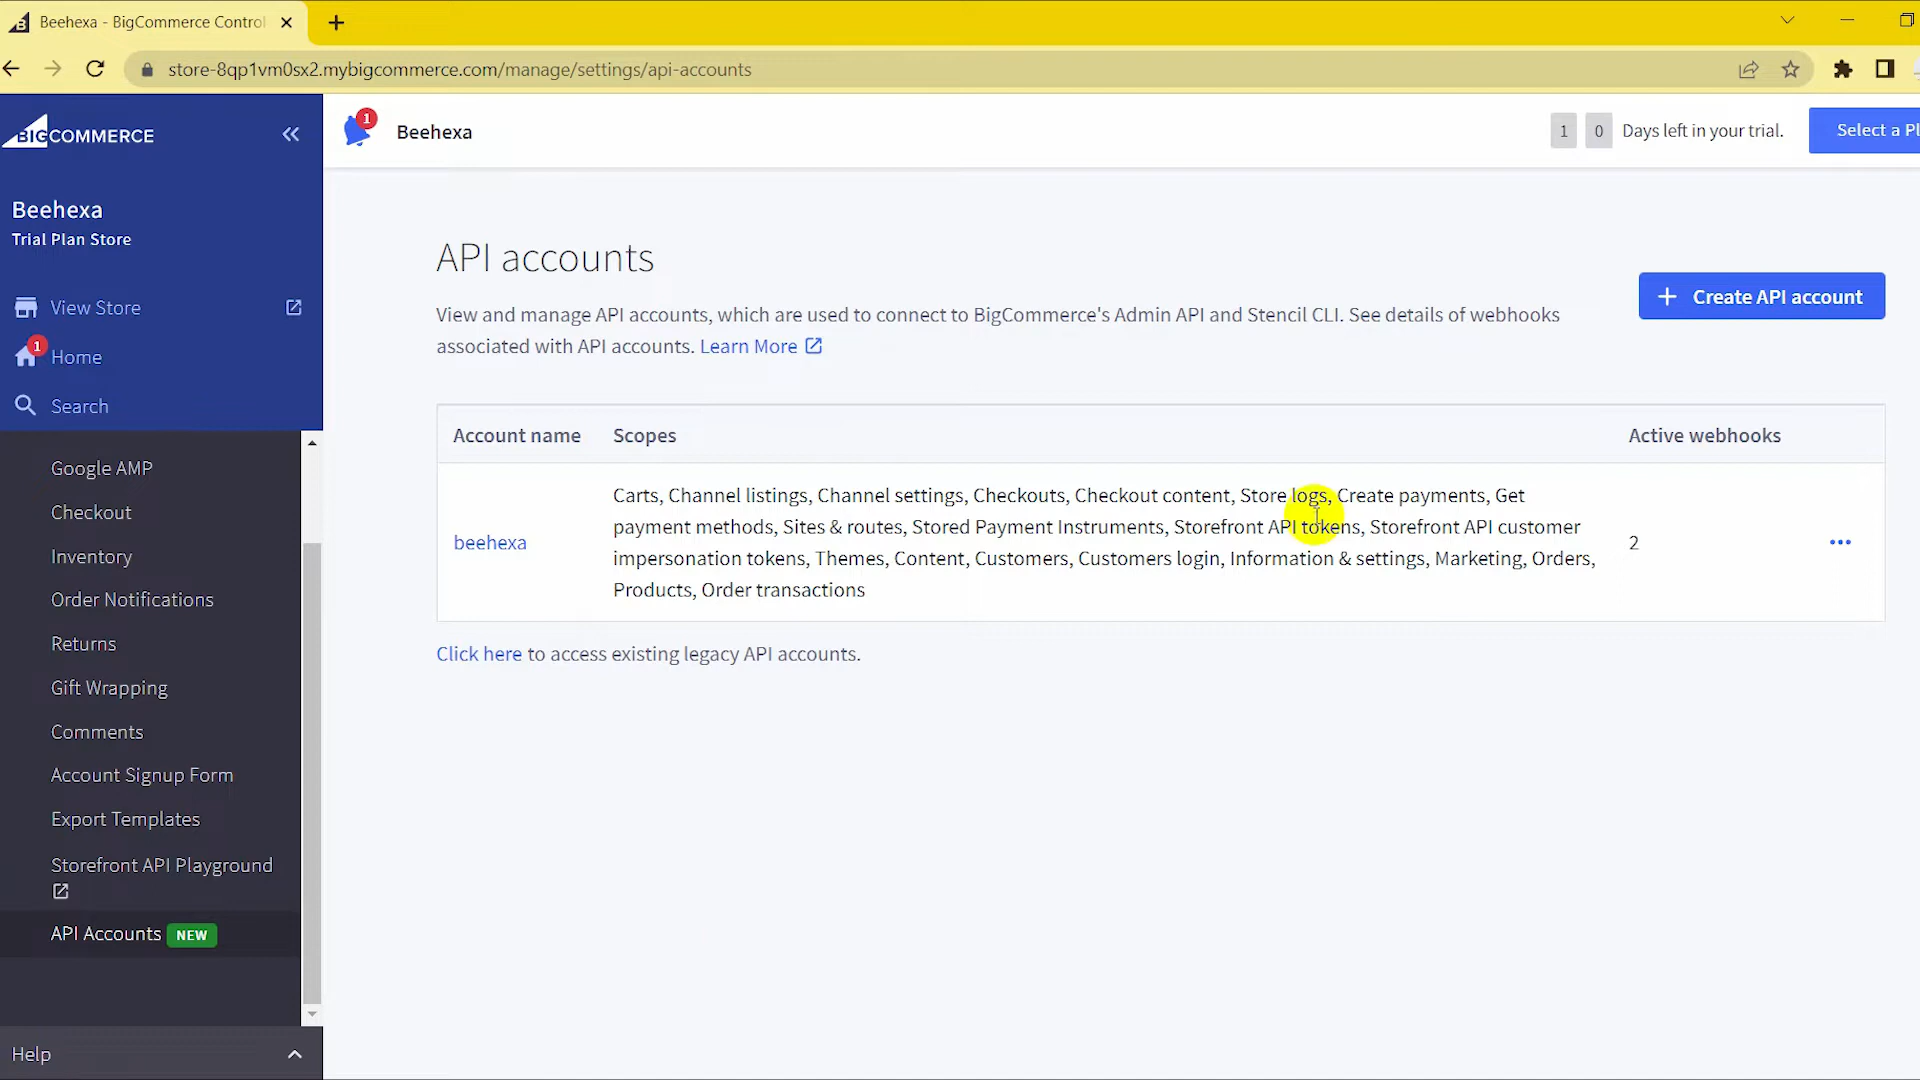 Beehexa - BigCommerce Contro
store-8qp1vm0sx2.mybigcommerce.com/manage/settings/api-accounts
BIGCOMMERCE
1
Beehexa
1 0 Days left in your trial.
Select a Pl
Beehexa
Trial Plan Store
View Store
1
Home
Search
Google AMP
Checkout
Inventory
Order Notifications
Returns
Gift Wrapping
Comments
Account Signup Form
Export Templates
Storefront API Playground
API Accounts NEW
Help
API accounts
View and manage API accounts, which are used to connect to BigCommerce's Admin API and Stencil CLI. See details of webhooks
associated with API accounts. Learn More
+ Create API account
Account name Scopes Active webhooks
beehexa
Carts, Channel listings, Channel settings, Checkouts, Checkout content, Store logs, Create payments, Get
payment methods, Sites & routes, Stored Payment Instruments, Storefront API tokens, Storefront API customer
impersonation tokens, Themes, Content, Customers, Customers login, Information & settings, Marketing, Orders,
Products, Order transactions
2
Click here to access existing legacy API accounts.